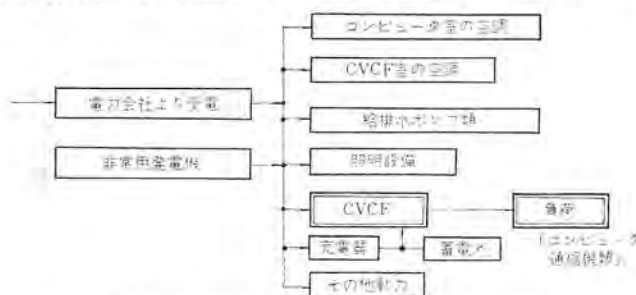 コンピュータ室の空調
CVCF室の空調
電力会社より受電
給排水ポンプ類
非常用発電機
照明設備
CVCF
負荷
充電器
蓄電池
(コンピュータ
通信機類)
その他動力